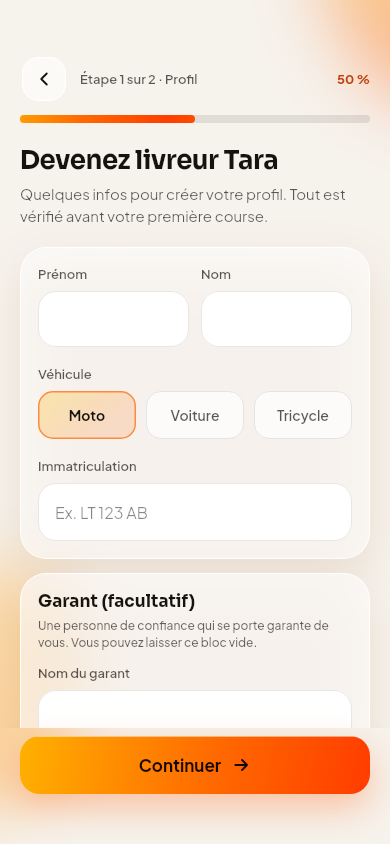 Étape 1 sur 2 · Profil
50 %
Devenez livreur Tara
Quelques infos pour créer votre profil. Tout est
vérifié avant votre première course.
Prénom
Nom
Véhicule
Moto
Voiture
Tricycle
Immatriculation
Ex. LT 123 AB
Garant (facultatif)
Une personne de confiance qui se porte garante de
vous. Vous pouvez laisser ce bloc vide.
Nom du garant
Continuer →